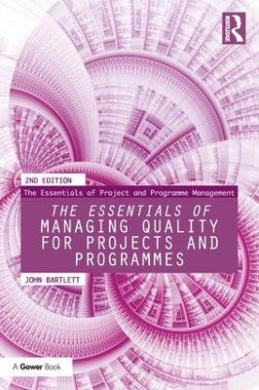 R
ROUTLEDGE
2ND EDITION
The Essentials of Project and Programme Management
THE ESSENTIALS OF
MANAGING QUALITY
FOR PROJECTS AND
PROGRAMMES
JOHN BARTLETT
A Gower Book